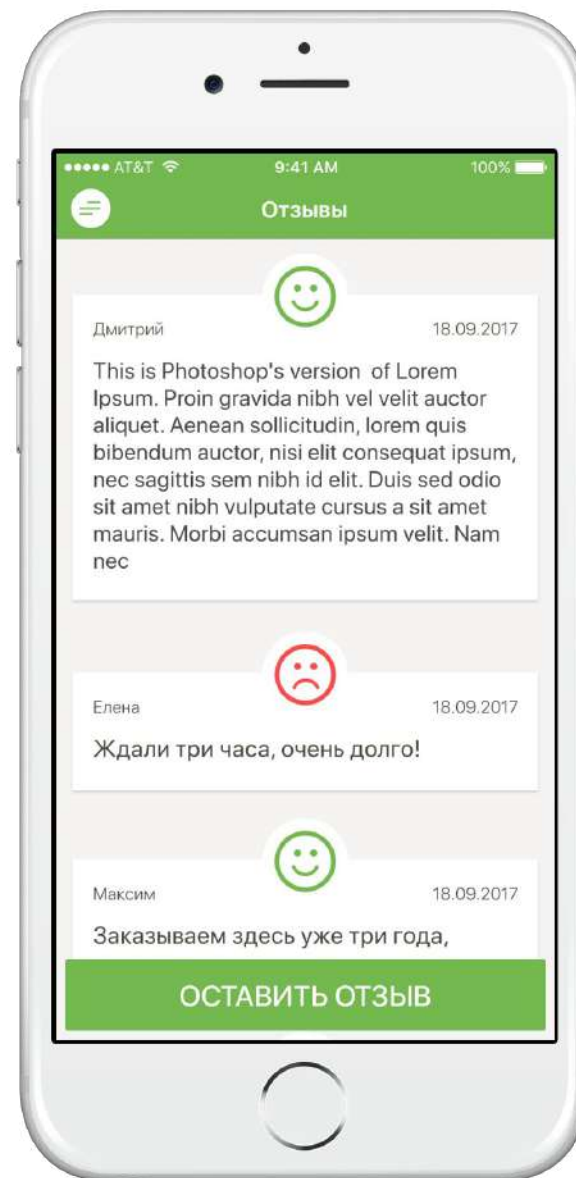 AT&T 9:41 AM 100%
Отзывы
Дмитрий 18.09.2017
This is Photoshop's version of Lorem
Ipsum. Proin gravida nibh vel velit auctor
aliquet. Aenean sollicitudin, lorem quis
bibendum auctor, nisi elit consequat ipsum,
nec sagittis sem nibh id elit. Duis sed odio
sit amet nibh vulputate cursus a sit amet
mauris. Morbi accumsan ipsum velit. Nam
nec
Елена 18.09.2017
Ждали три часа, очень долго!
Максим 18.09.2017
Заказываем здесь уже три года,
ОСТАВИТЬ ОТЗЫВ